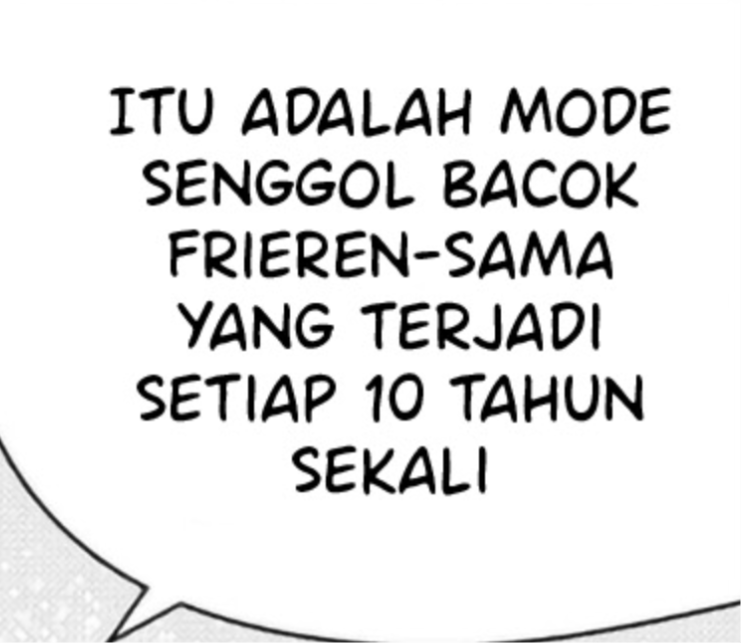 ITU ADALAH MODE
SENGGOL BACOK
FRIEREN-SAMA
YANG TERJADI
SETIAP 10 TAHUN
SEKALI